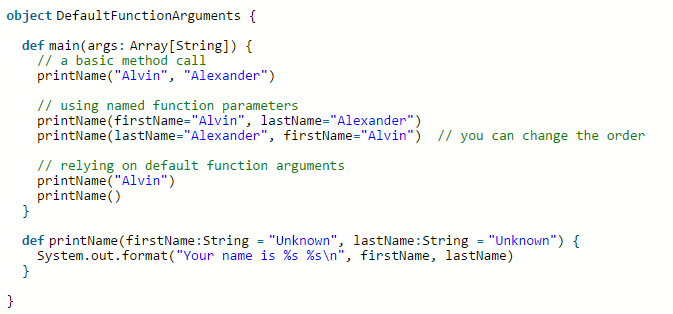 object DefaultFunctionArguments {
def main(args: Array[String]) {
// a basic method call
printName("Alvin", "Alexander")
// using named function parameters
printName(firstName="Alvin", lastName="Alexander")
printName(lastName="Alexander", firstName="Alvin")  // you can change the order
// relying on default function arguments
printName("Alvin")
printName()
}
def printName(firstName:String = "Unknown", lastName:String = "Unknown") {
System.out.format("Your name is %s %s\n", firstName, lastName)
}
}